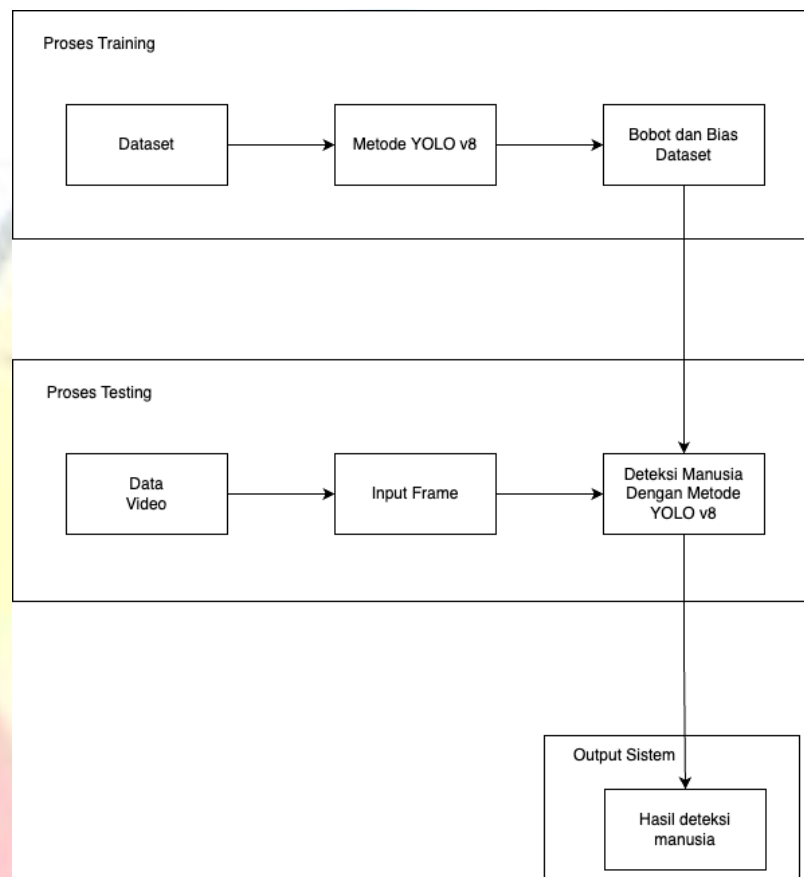 Proses Training
Dataset
Metode YOLO v8
Bobot dan Bias
Dataset
Proses Testing
Data
Video
Input Frame
Deteksi Manusia
Dengan Metode
YOLO v8
Output Sistem
Hasil deteksi
manusia